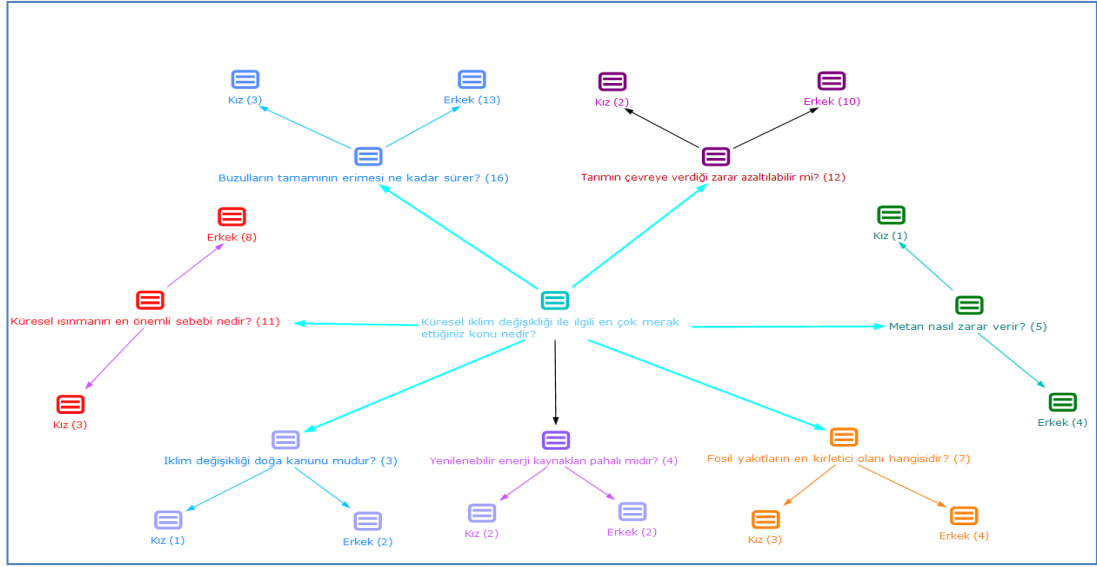 Kız (3)
Erkek (13)
Kız (2)
Erkek (10)
Buzulların tamamının erimesi ne kadar sürer? (16)
Tarımın çevreye verdiği zarar azaltılabilir mi? (12)
Erkek (8)
Kız (1)
Küresel ısınmanın en önemli sebebi nedir? (11)
Küresel iklim değişikliği ile ilgili en çok merak
ettiğiniz konu nedir?
Metan nasıl zarar verir? (5)
Kız (3)
Erkek (4)
İklim değişikliği doğa kanunu mudur? (3)
Yenilenebilir enerji kaynakları pahalı mıdır? (4)
Fosil yakıtların en kirletici olanı hangisidir? (7)
Kız (1)
Erkek (2)
Kız (2)
Erkek (2)
Kız (3)
Erkek (4)